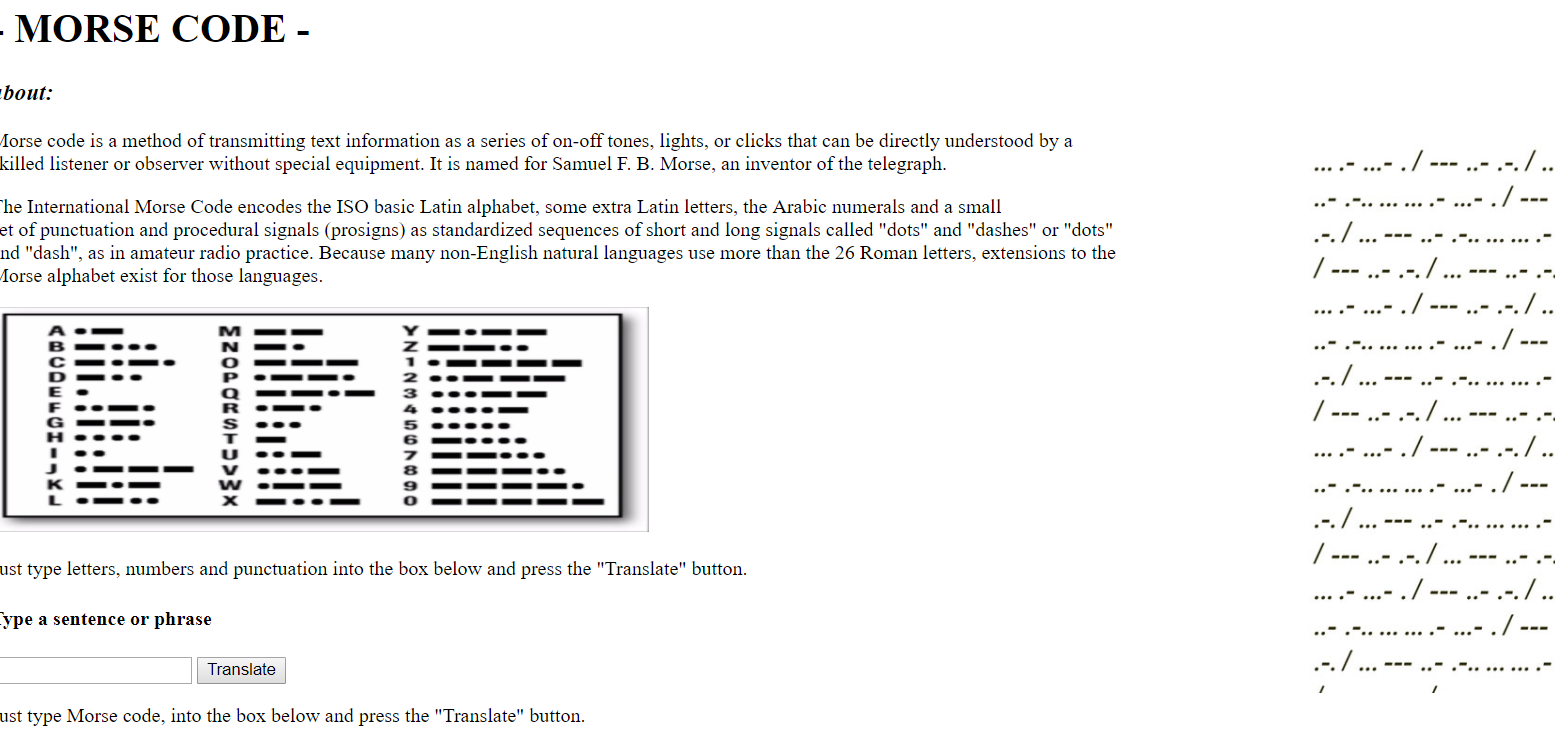 - MORSE CODE -
about:
Morse code is a method of transmitting text information as a series of on-off tones, lights, or clicks that can be directly understood by a
killed listener or observer without special equipment. It is named for Samuel F. B. Morse, an inventor of the telegraph.
The International Morse Code encodes the ISO basic Latin alphabet, some extra Latin letters, the Arabic numerals and a small
et of punctuation and procedural signals (prosigns) as standardized sequences of short and long signals called "dots" and "dashes" or "dots"
nd "dash", as in amateur radio practice. Because many non-English natural languages use more than the 26 Roman letters, extensions to the
Morse alphabet exist for those languages.
A .- M -- Y -.--
B -... N -. Z --..
C -.-. O --- 1 .----
D -.. P .--. 2 ..---
E . Q --.- 3 ...--
F ..-. R .-. 4 ....-
G --. S ... 5 .....
H .... T - 6 -....
I .. U ..- 7 --...
J .--- V ...- 8 ---..
K -.- W .-- 9 ----.
L .-.. X -..- 0 -----
ust type letters, numbers and punctuation into the box below and press the "Translate" button.
Type a sentence or phrase
Translate
ust type Morse code, into the box below and press the "Translate" button.
... .- ...- . / --- ..- .-. / ..
..- .-.. ... ... .- ...- . / ---
.-. / ... --- ..- .-.. ... ... .-
/ --- ..- .-. / ... --- ..- .-.
... .- ...- . / --- ..- .-. / ..
..- .-.. ... ... .- ...- . / ---
.-. / ... --- ..- .-.. ... ... .-
/ --- ..- .-. / ... --- ..- .-.
... .- ...- . / --- ..- .-. / ..
..- .-.. ... ... .- ...- . / ---
.-. / ... --- ..- .-.. ... ... .-
/ --- ..- .-. / ... --- ..- .-.
... .- ...- . / --- ..- .-. / ..
..- .-.. ... ... .- ...- . / ---
.-. / ... --- ..- .-.. ... ... .-